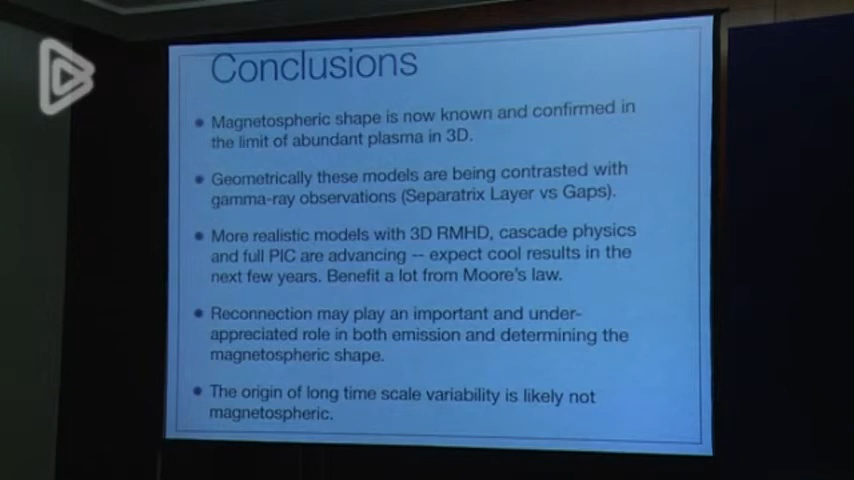 Conclusions
Magnetospheric shape is now known and confirmed in
the limit of abundant plasma in 3D.
Geometrically these models are being contrasted with
gamma-ray observations (Separatrix Layer vs Gaps).
More realistic models with 3D RMHD, cascade physics
and full PIC are advancing -- expect cool results in the
next few years. Benefit a lot from Moore's law.
Reconnection may play an important and under-
appreciated role in both emission and determining the
magnetospheric shape.
The origin of long time scale variability is likely not
magnetospheric.